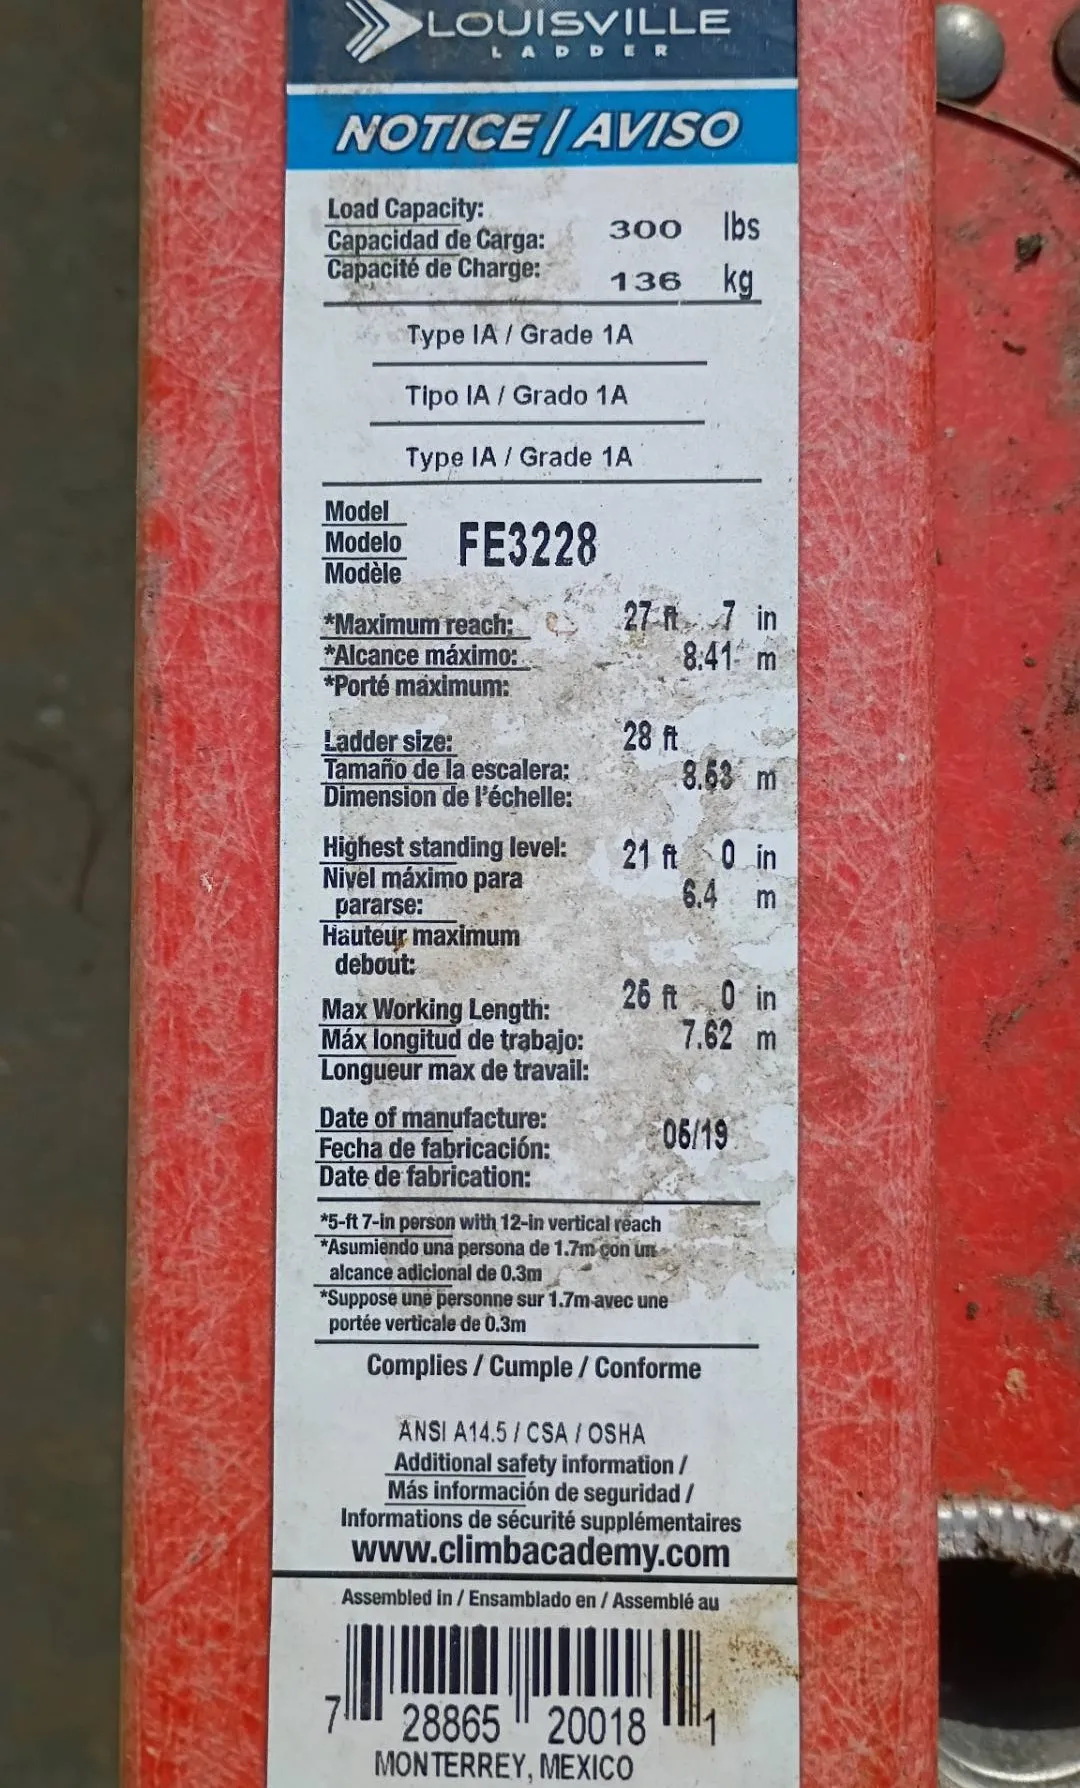 LOUISVILLE
LADDER
NOTICE / AVISO
Load Capacity:
Capacidad de Carga: 300 lbs
Capacité de Charge: 136 kg
Type IA / Grade 1A
Tipo IA / Grado 1A
Type IA / Grade 1A
Model
Modelo FE3228
Modèle
*Maximum reach: 27 ft 7 in
*Alcance máximo: 8.41 m
*Porté maximum:
Ladder size: 28 ft
Tamaño de la escalera: 8.53 m
Dimension de l'échelle:
Highest standing level: 21 ft 0 in
Nivel máximo para 6.4 m
pararse:
Hauteur maximum
debout:
Max Working Length: 25 ft 0 in
Máx longitud de trabajo: 7.62 m
Longueur max de travail:
Date of manufacture:
Fecha de fabricación:
Date de fabrication:
*5-ft 7-in person with 12-in vertical reach
*Asumiendo una persona de 1.7m con un
alcance adicional de 0.3m
*Suppose une personne sur 1.7m avec une
portée verticale de 0.3m
Complies / Cumple / Conforme
ANSI A14.5 / CSA / OSHA
Additional safety information /
Más información de seguridad /
Informations de sécurité supplémentaires
www.climbacademy.com
Assembled in / Ensamblado en / Assemblé au
7 28865 20018 1
MONTERREY, MEXICO